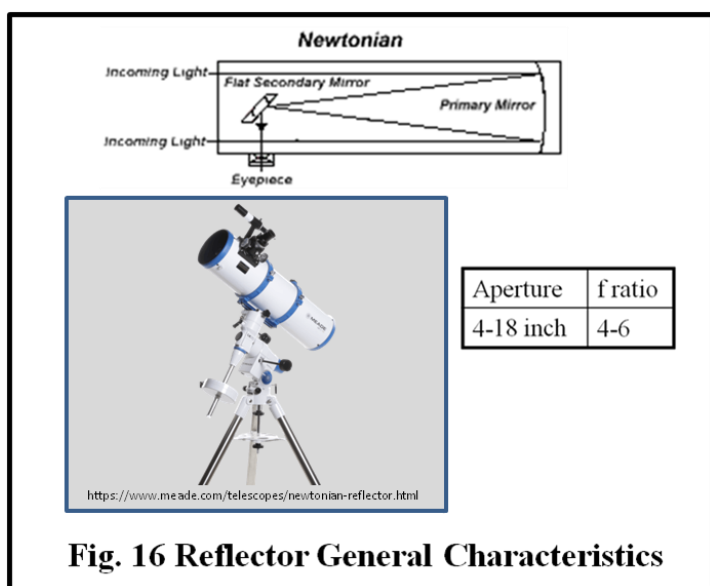 Newtonian
Incoming Light
Flat Secondary Mirror
Primary Mirror
Incoming Light
Eyepiece
MEADE
Aperture f ratio
4-18 inch 4-6
https://www.meade.com/telescopes/newtonian-reflector.html
Fig. 16 Reflector General Characteristics